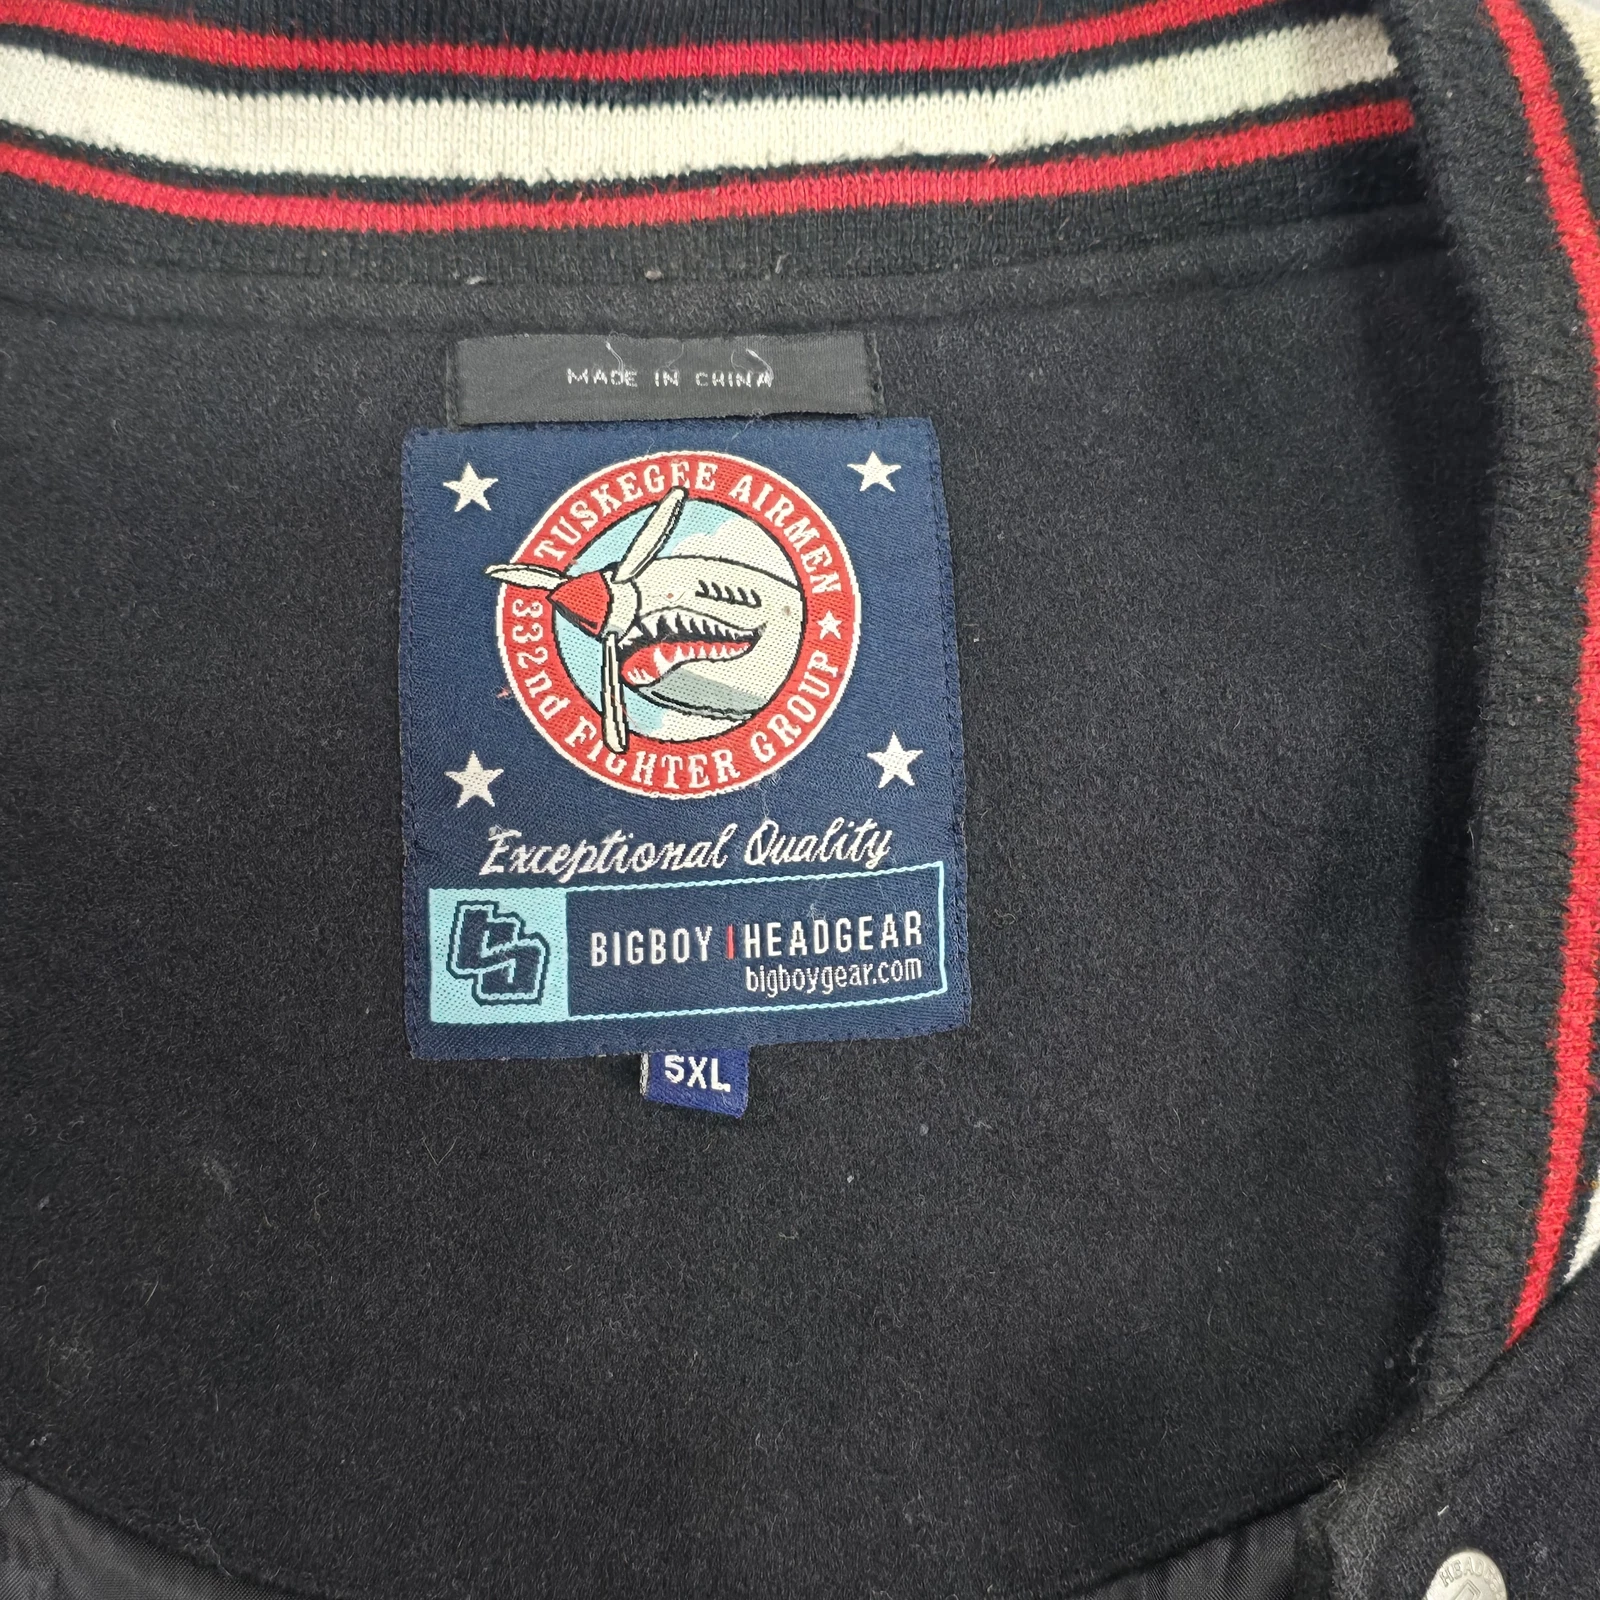 MADE IN CHINA
TUSKEGEE AIRMEN
332nd FIGHTER GROUP
Exceptional Quality
BIGBOY | HEADGEAR
bigboygear.com
5XL